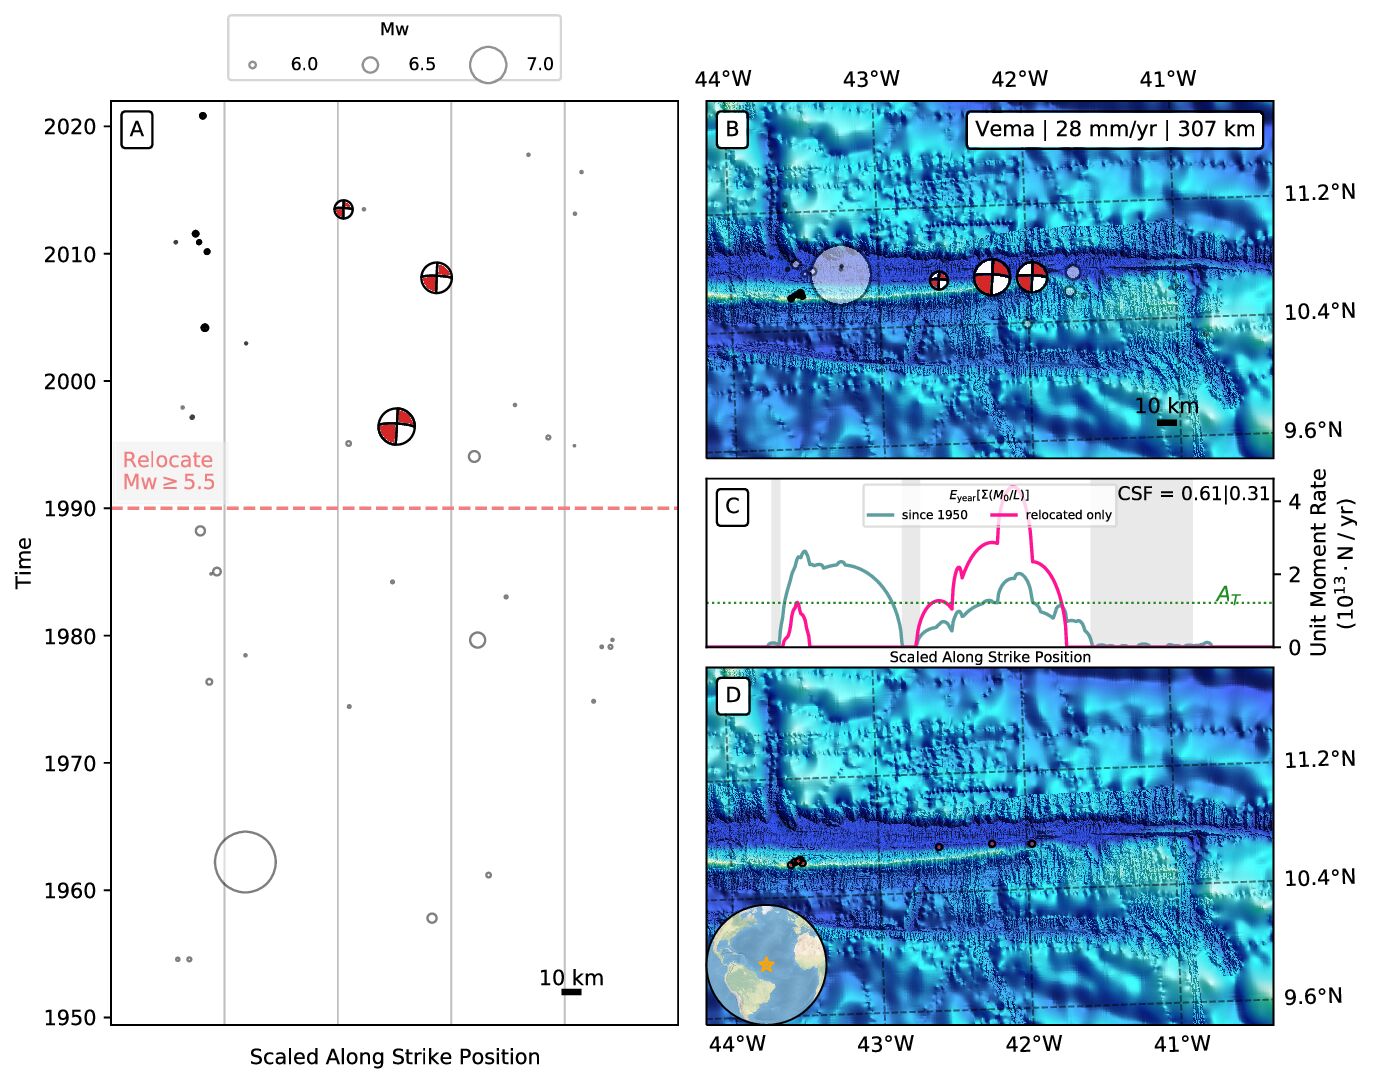 Mw
6.0 6.5 7.0
A
2020
2010
2000
1990
1980
1970
1960
1950
Time
Relocate
Mw ≥ 5.5
10 km
Scaled Along Strike Position
44°W 43°W 42°W 41°W
B
Vema | 28 mm/yr | 307 km
11.2°N
10.4°N
9.6°N
10 km
C
E_year[Σ(M₀/L)]
since 1950 relocated only
CSF = 0.61|0.31
A_T
4
2
0
Unit Moment Rate
(10¹³ · N / yr)
Scaled Along Strike Position
D
11.2°N
10.4°N
9.6°N
44°W 43°W 42°W 41°W